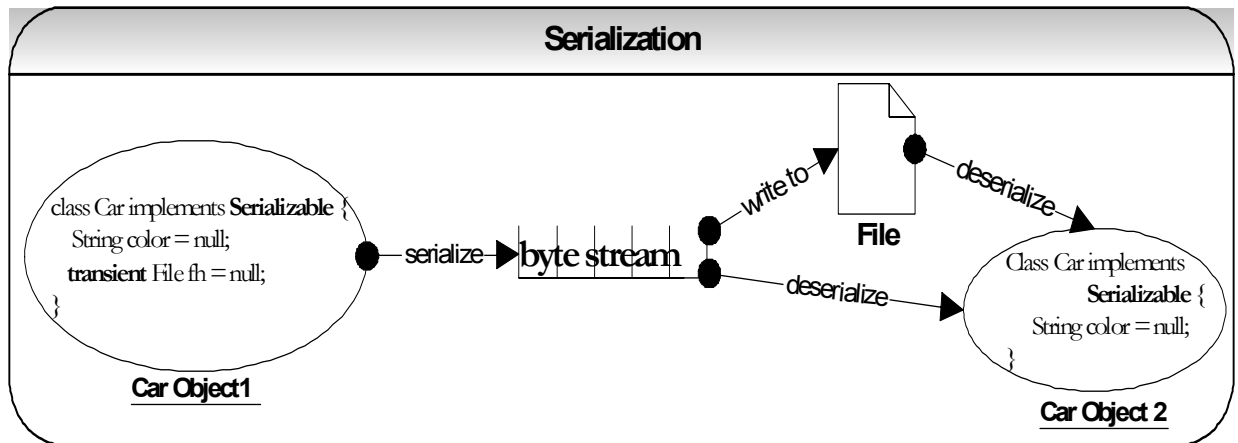 Serialization
class Car implements Serializable {
String color = null;
transient File fh = null;
}
Car Object1
serialize
byte stream
write to
File
deserialize
deserialize
Class Car implements
Serializable {
String color = null;
}
Car Object 2